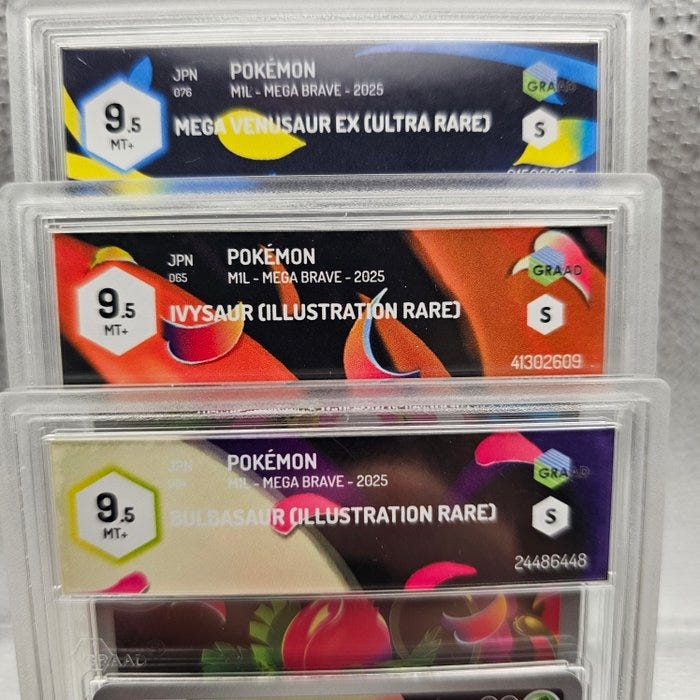 JPN
POKÉMON
GRAAD
076
M1L - MEGA BRAVE - 2025
9.5
MT+
MEGA VENUSAUR EX (ULTRA RARE)
S
JPN
POKÉMON
GRAAD
065
M1L - MEGA BRAVE - 2025
9.5
MT+
IVYSAUR (ILLUSTRATION RARE)
S
41302609
JPN
POKÉMON
GRAAD
M1L - MEGA BRAVE - 2025
9.5
MT+
BULBASAUR (ILLUSTRATION RARE)
S
24486448
GRAAD